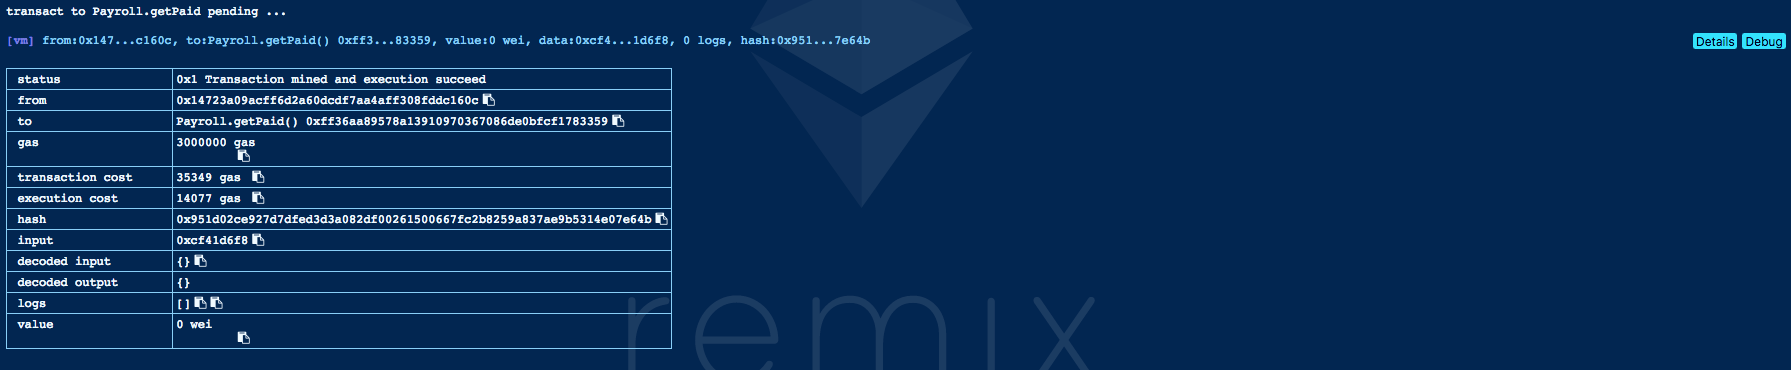 transact to Payroll.getPaid pending ...
[vm] from:0x147...c160c, to:Payroll.getPaid() 0xff3...83359, value:0 wei, data:0xcf4...1d6f8, 0 logs, hash:0x951...7e64b
Details Debug
status 0x1 Transaction mined and execution succeed
from 0x14723a09acff6d2a60dcdf7aa4aff308fddc160c
to Payroll.getPaid() 0xff36aa89578a13910970367086de0bfcf1783359
gas 3000000 gas
transaction cost 35349 gas
execution cost 14077 gas
hash 0x951d02ce927d7dfed3d3a082df00261500667fc2b8259a837ae9b5314e07e64b
input 0xcf41d6f8
decoded input {}
decoded output {}
logs []
value 0 wei
remix